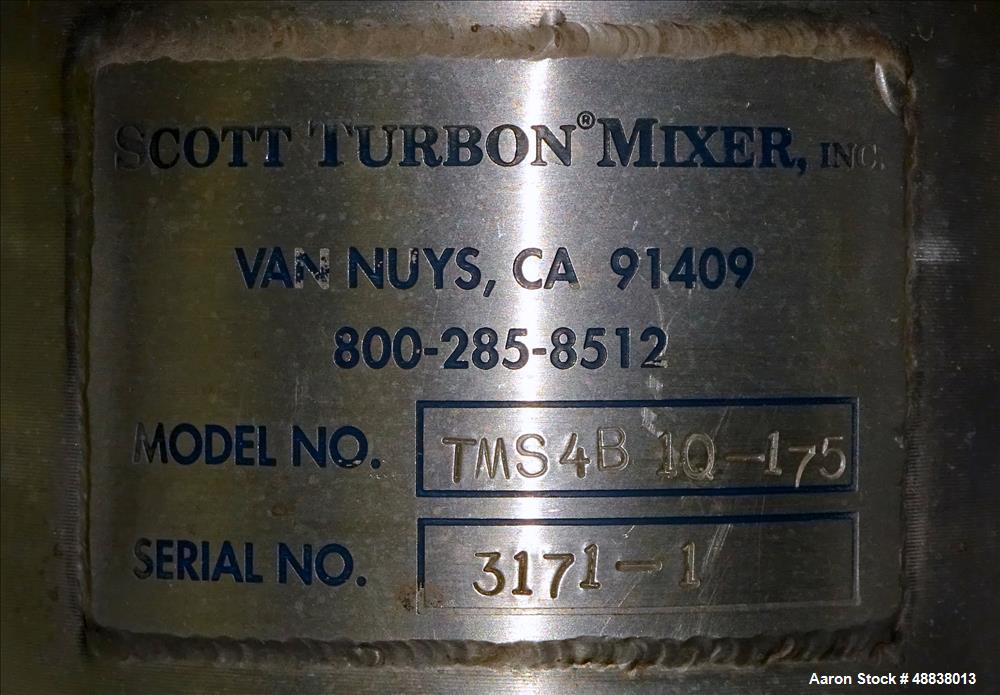 SCOTT TURBON® MIXER, INC.
VAN NUYS, CA 91409
800-285-8512
MODEL NO. TMS4B 1Q-175
SERIAL NO. 3171-1
Aaron Stock # 48838013